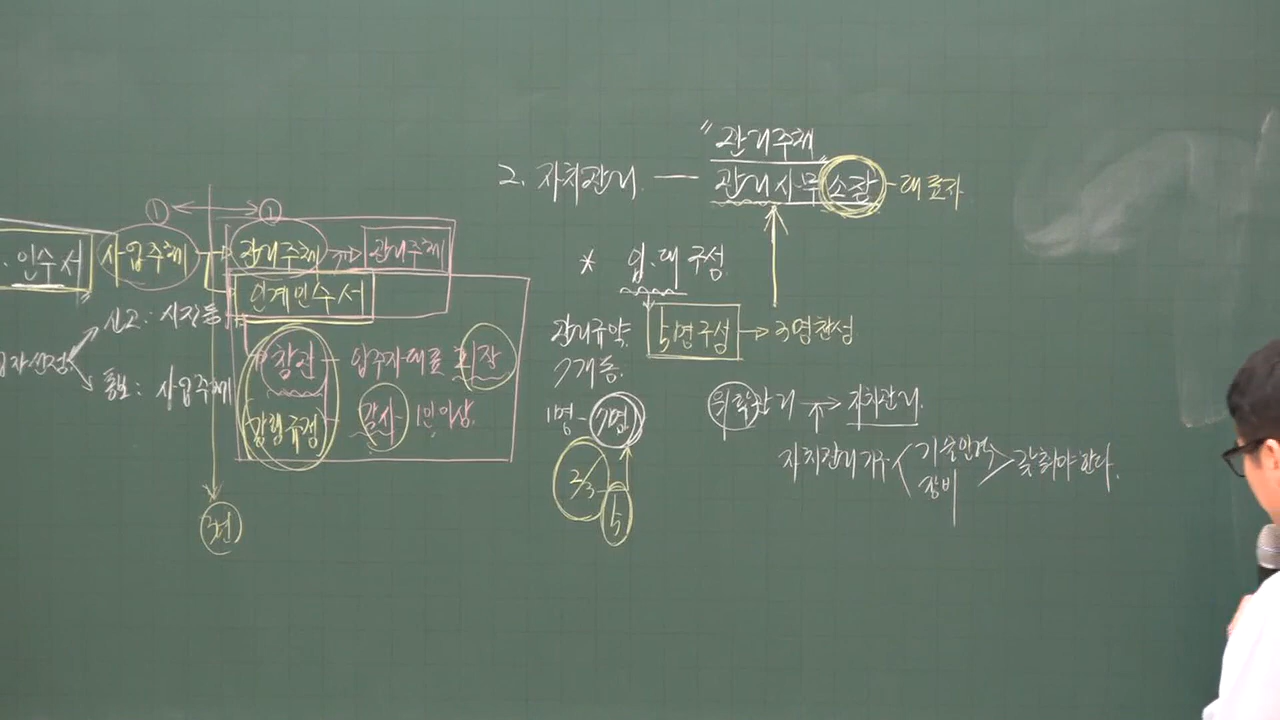 ① ①
인수서 사업주체 관리주체 관리주체
인계인수서
신고 : 시장등
통보 : 사업주체
참관 입주자대표 회장
집행규정 감사 1인이상.
3년
"관리주체"
2. 자치관리 — 관리사무소장 - 대표자
* 입.대 구성
관리규약 5명구성 → 3명찬성
7개동.
1명 - 7명
2/3
5
위탁관리 → 자치관리.
자치관리기구 기술인력 갖춰야한다.
장비